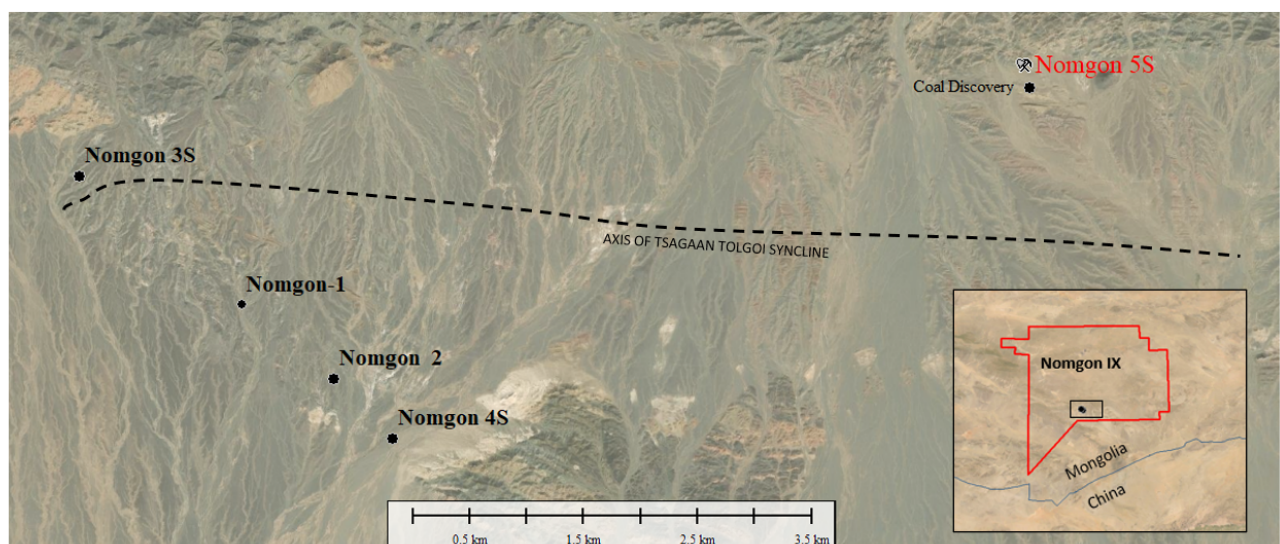 Nomgon 5S
Coal Discovery
Nomgon 3S
AXIS OF TSAGAAN TOLGOI SYNCLINE
Nomgon-1
Nomgon 2
Nomgon 4S
Nomgon IX
Mongolia
China
0.5 km 1.5 km 2.5 km 3.5 km